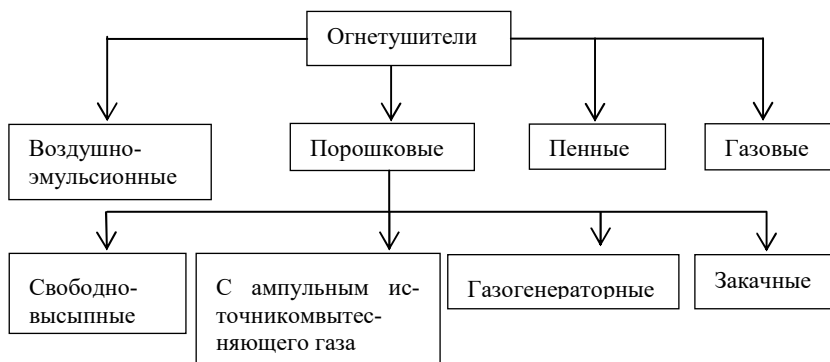 Огнетушители
Воздушно-
эмульсионные
Порошковые
Пенные
Газовые
Свободно-
высыпные
С ампульным ис-
точникомвытес-
няющего газа
Газогенераторные
Закачные